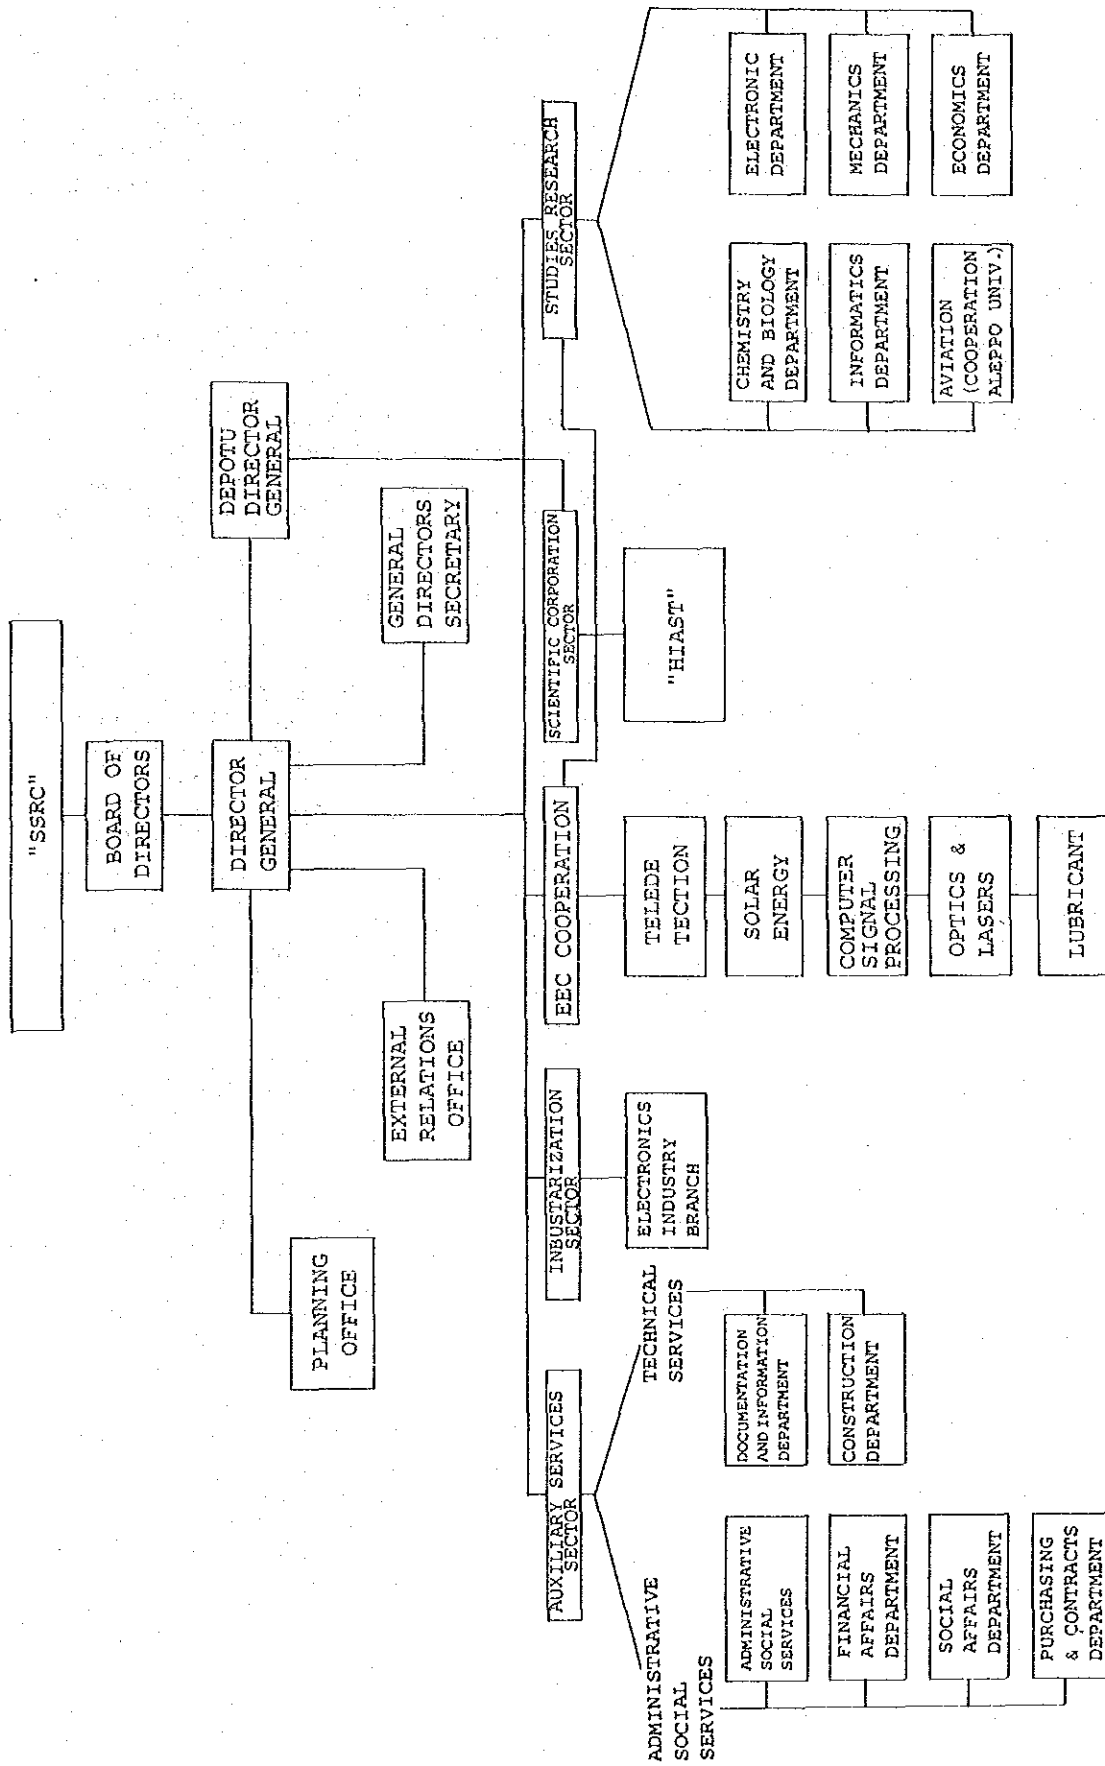 "SSRC"
BOARD OF
DIRECTORS
DIRECTOR
GENERAL
DEPOTU
DIRECTOR
GENERAL
PLANNING
OFFICE
EXTERNAL
RELATIONS
OFFICE
GENERAL
DIRECTORS
SECRETARY
AUXILIARY SERVICES
SECTOR
INBUSTARIZATION
SECTOR
EEC COOPERATION
SCIENTIFIC CORPORATION
SECTOR
STUDIES RESEARCH
SECTOR
ADMINISTRATIVE
SOCIAL
SERVICES
TECHNICAL
SERVICES
ADMINISTRATIVE
SOCIAL
SERVICES
FINANCIAL
AFFAIRS
DEPARTMENT
SOCIAL
AFFAIRS
DEPARTMENT
PURCHASING
& CONTRACTS
DEPARTMENT
DOCUMENTATION
AND INFORMATION
DEPARTMENT
CONSTRUCTION
DEPARTMENT
ELECTRONICS
INDUSTRY
BRANCH
TELEDE
TECTION
SOLAR
ENERGY
COMPUTER
SIGNAL
PROCESSING
OPTICS &
LASERS
LUBRICANT
"HIAST"
CHEMISTRY
AND BIOLOGY
DEPARTMENT
INFORMATICS
DEPARTMENT
AVIATION
(COOPERATION
ALEPPO UNIV.)
ELECTRONIC
DEPARTMENT
MECHANICS
DEPARTMENT
ECONOMICS
DEPARTMENT